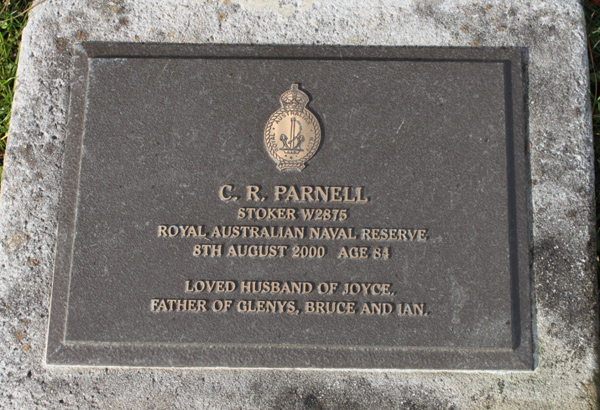 C. R. PARNELL
STOKER W2875
ROYAL AUSTRALIAN NAVAL RESERVE
8TH AUGUST 2000 AGE 84
LOVED HUSBAND OF JOYCE,
FATHER OF GLENYS, BRUCE AND IAN.